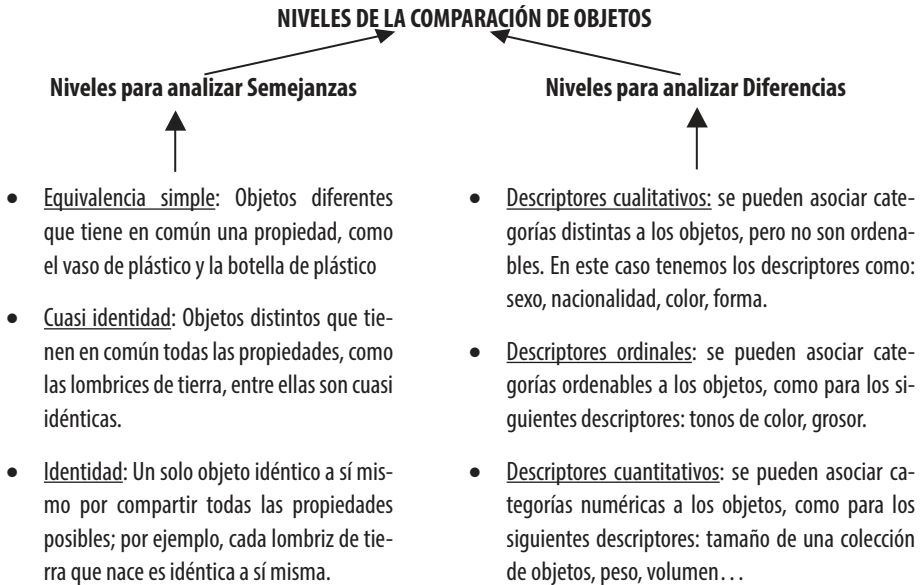 NIVELES DE LA COMPARACIÓN DE OBJETOS
Niveles para analizar Semejanzas
• Equivalencia simple: Objetos diferentes
que tiene en común una propiedad, como
el vaso de plástico y la botella de plástico
• Cuasi identidad: Objetos distintos que tie-
nen en común todas las propiedades, como
las lombrices de tierra, entre ellas son cuasi
idénticas.
• Identidad: Un solo objeto idéntico a sí mis-
mo por compartir todas las propiedades
posibles; por ejemplo, cada lombriz de tie-
rra que nace es idéntica a sí misma.
Niveles para analizar Diferencias
• Descriptores cualitativos: se pueden asociar cate-
gorías distintas a los objetos, pero no son ordena-
bles. En este caso tenemos los descriptores como:
sexo, nacionalidad, color, forma.
• Descriptores ordinales: se pueden asociar cate-
gorías ordenables a los objetos, como para los si-
guientes descriptores: tonos de color, grosor.
• Descriptores cuantitativos: se pueden asociar ca-
tegorías numéricas a los objetos, como para los
siguientes descriptores: tamaño de una colección
de objetos, peso, volumen…